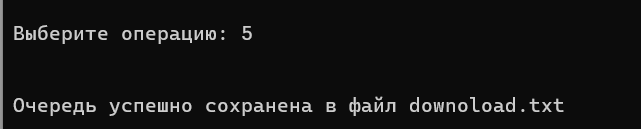 Выберите операцию: 5
Очередь успешно сохранена в файл downoload.txt